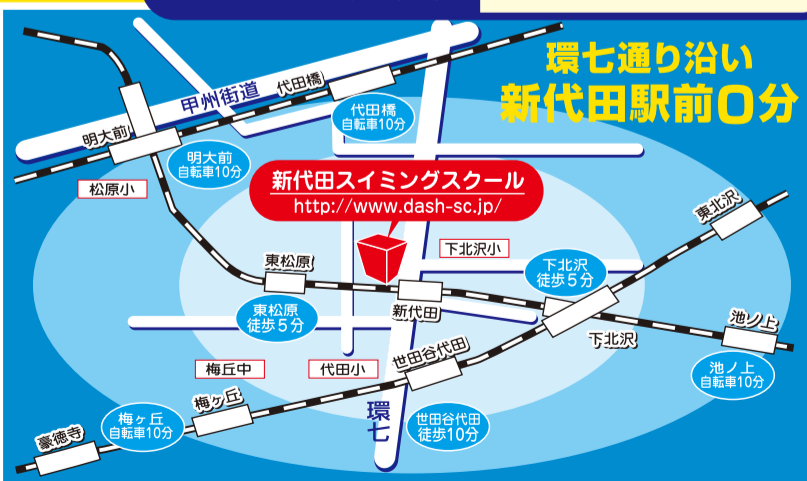 環七通り沿い
新代田駅前0分
甲州街道
代田橋
代田橋
自転車10分
明大前
明大前
自転車10分
松原小
新代田スイミングスクール
http://www.dash-sc.jp/
東北沢
下北沢小
東松原
下北沢
徒歩5分
東松原
徒歩5分
新代田
池ノ上
下北沢
世田谷代田
梅丘中
代田小
池ノ上
自転車10分
梅ヶ丘
環七
世田谷代田
徒歩10分
梅ヶ丘
自転車10分
豪徳寺